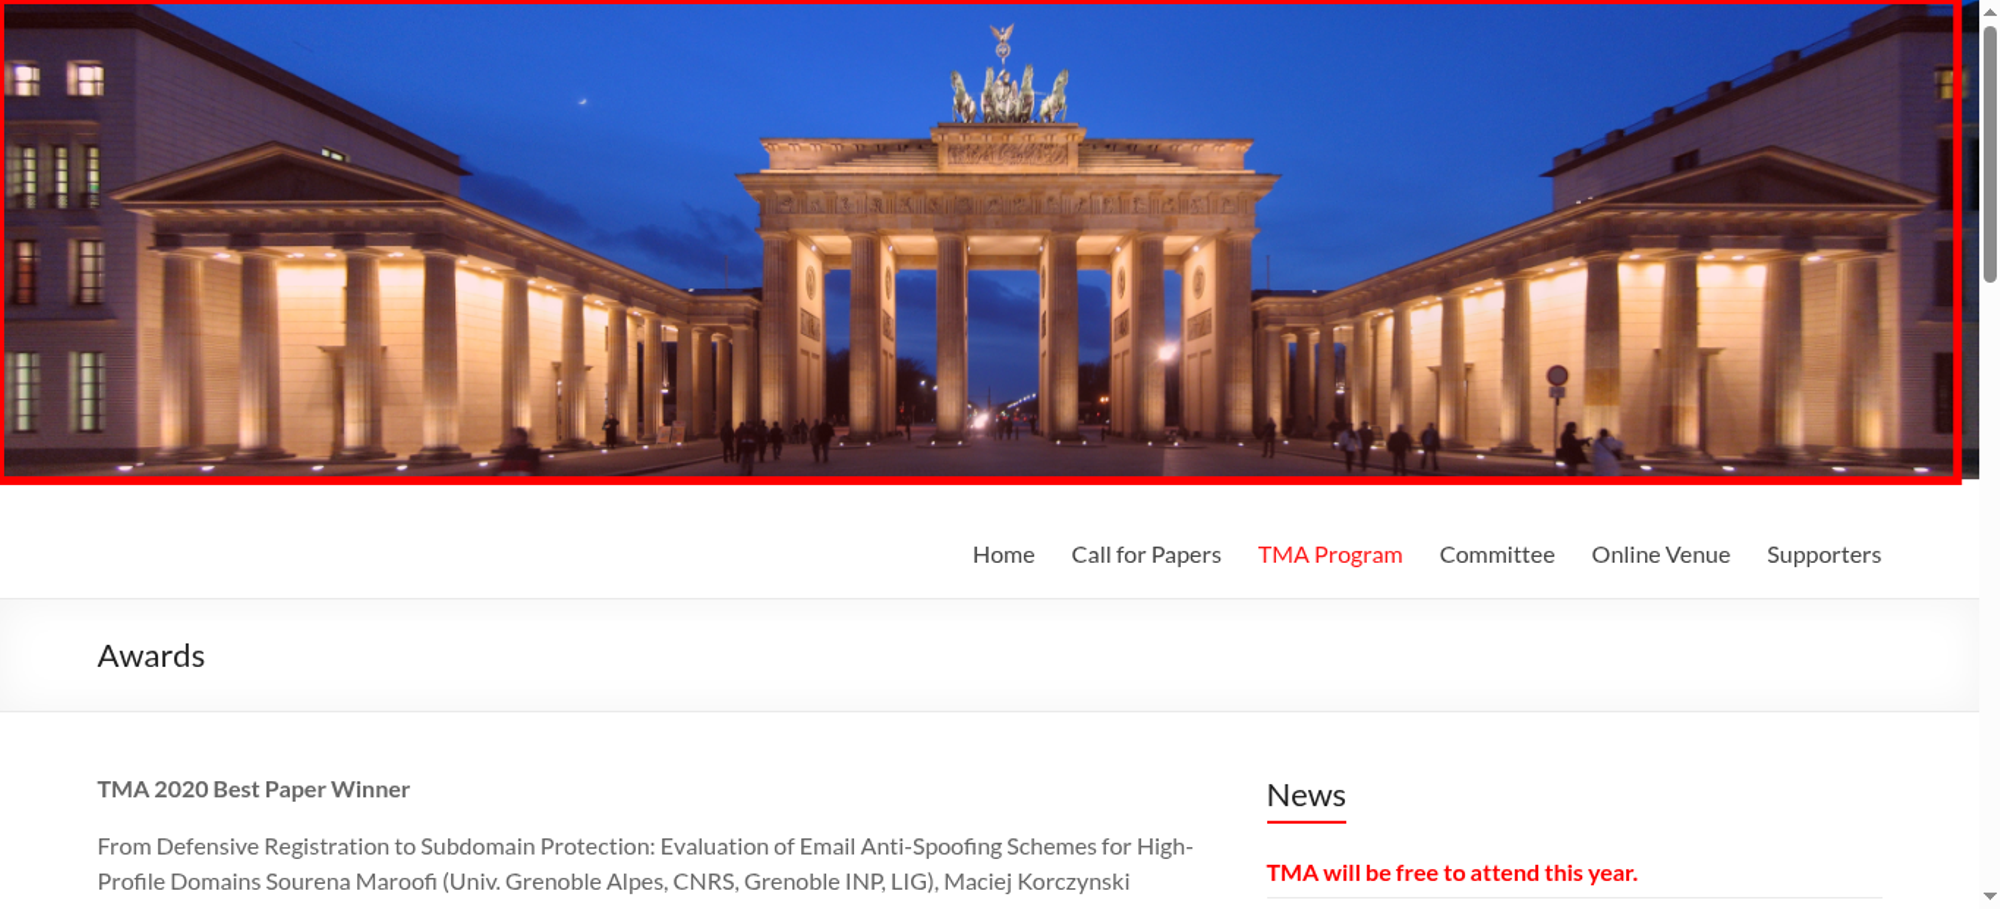 Home Call for Papers TMA Program Committee Online Venue Supporters
Awards
TMA 2020 Best Paper Winner
From Defensive Registration to Subdomain Protection: Evaluation of Email Anti-Spoofing Schemes for High-
Profile Domains Sourena Maroofi (Univ. Grenoble Alpes, CNRS, Grenoble INP, LIG), Maciej Korczynski
News
TMA will be free to attend this year.